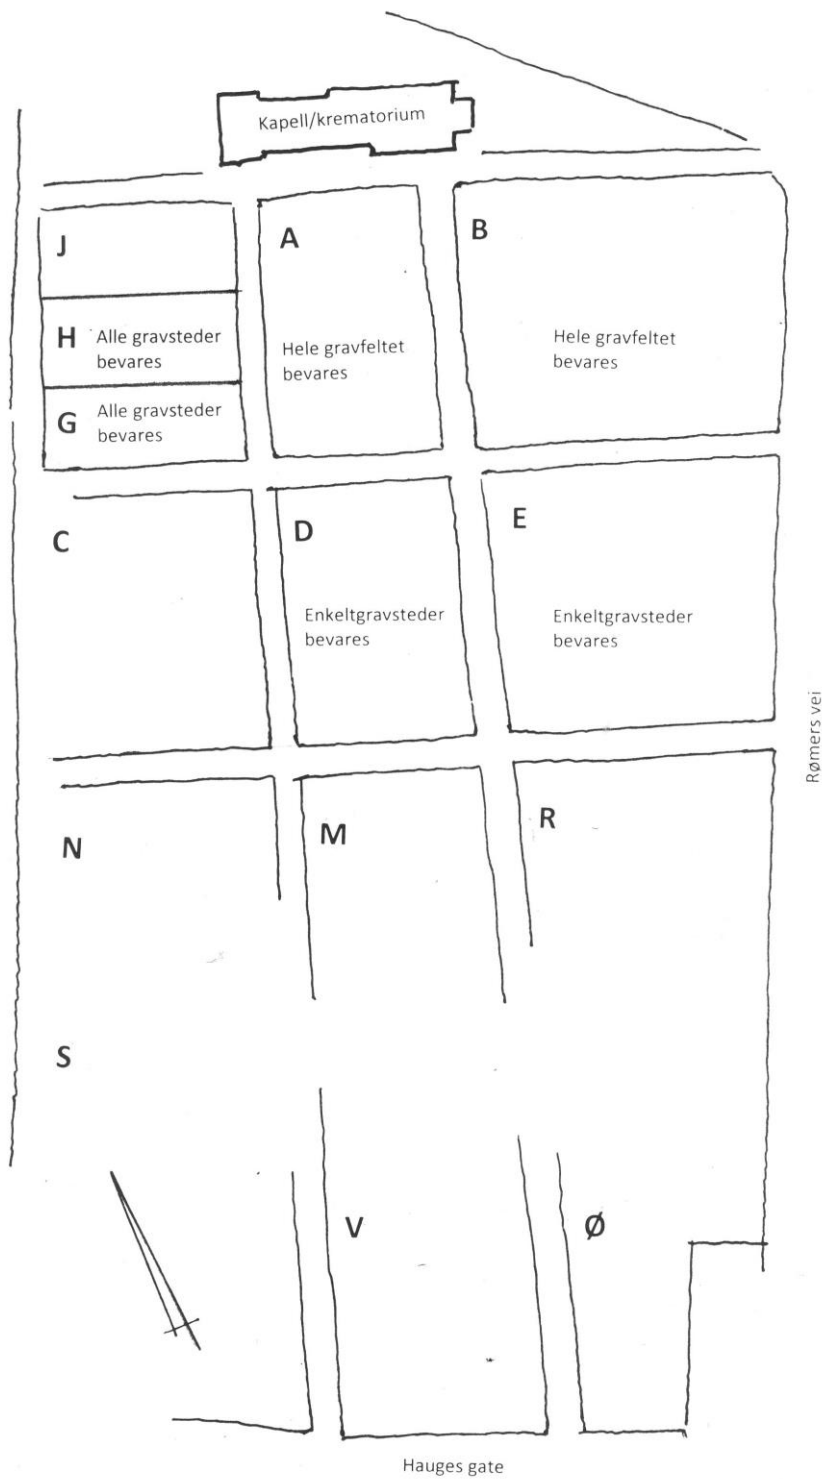 Kapell/krematorium
J
A
B
H
Alle gravsteder
bevares
Hele gravfeltet
bevares
Hele gravfeltet
bevares
G
Alle gravsteder
bevares
C
D
E
Enkeltgravsteder
bevares
Enkeltgravsteder
bevares
Rømers vei
N
M
R
S
V
Ø
Hauges gate